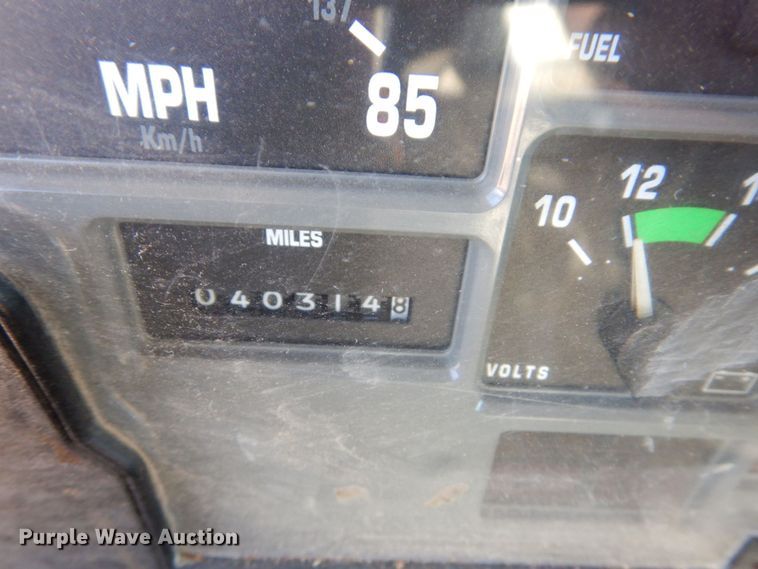 137
MPH
Km/h
85
FUEL
10
12
MILES
0403148
VOLTS
Purple Wave Auction